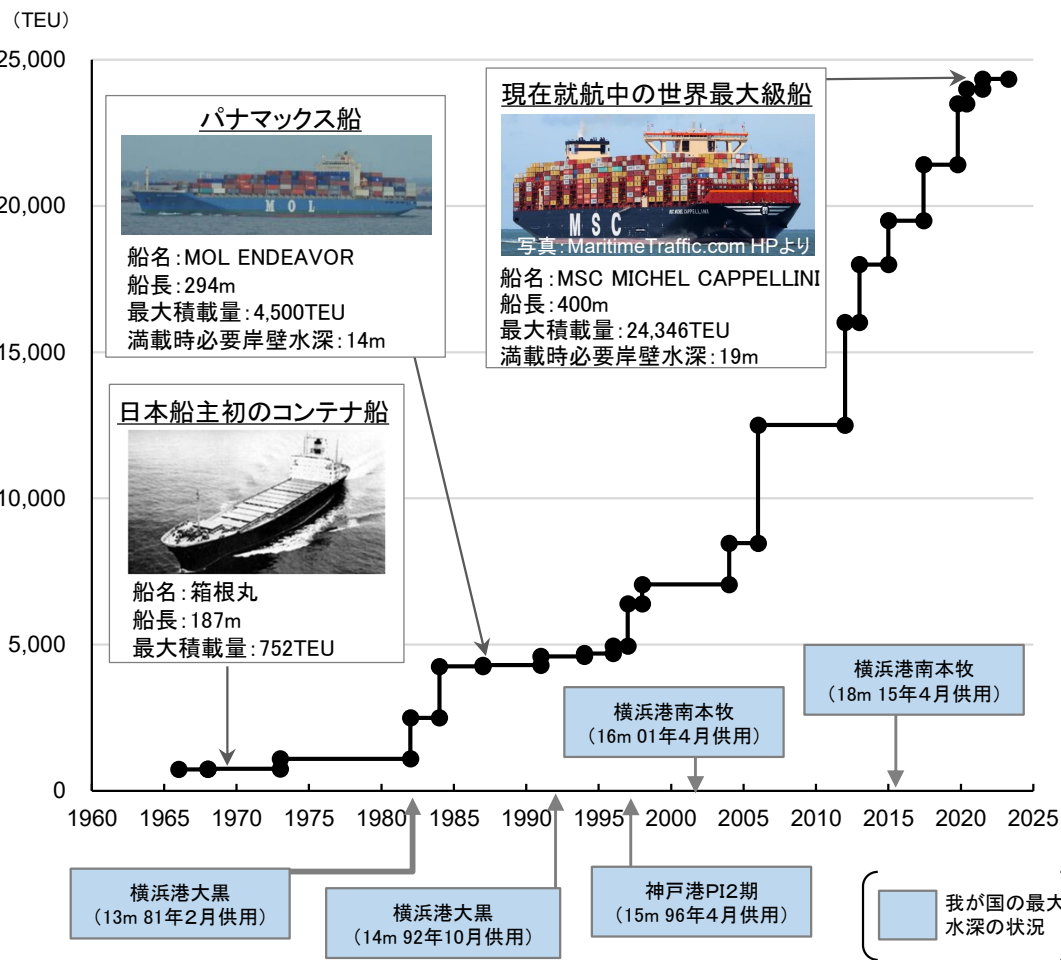 （TEU）
25,000
20,000
15,000
10,000
5,000
0
1960 1965 1970 1975 1980 1985 1990 1995 2000 2005 2010 2015 2020 2025
パナマックス船
MOL
船名：MOL ENDEAVOR
船長：294m
最大積載量：4,500TEU
満載時必要岸壁水深：14m
現在就航中の世界最大級船
MSC
MSC MICHEL CAPPELLINI
写真：MaritimeTraffic.com HPより
船名：MSC MICHEL CAPPELLINI
船長：400m
最大積載量：24,346TEU
満載時必要岸壁水深：19m
日本船主初のコンテナ船
船名：箱根丸
船長：187m
最大積載量：752TEU
横浜港南本牧
（16m 01年４月供用）
横浜港南本牧
（18m 15年４月供用）
横浜港大黒
（13m 81年２月供用）
横浜港大黒
（14m 92年10月供用）
神戸港PI2期
（15m 96年４月供用）
我が国の最大
水深の状況